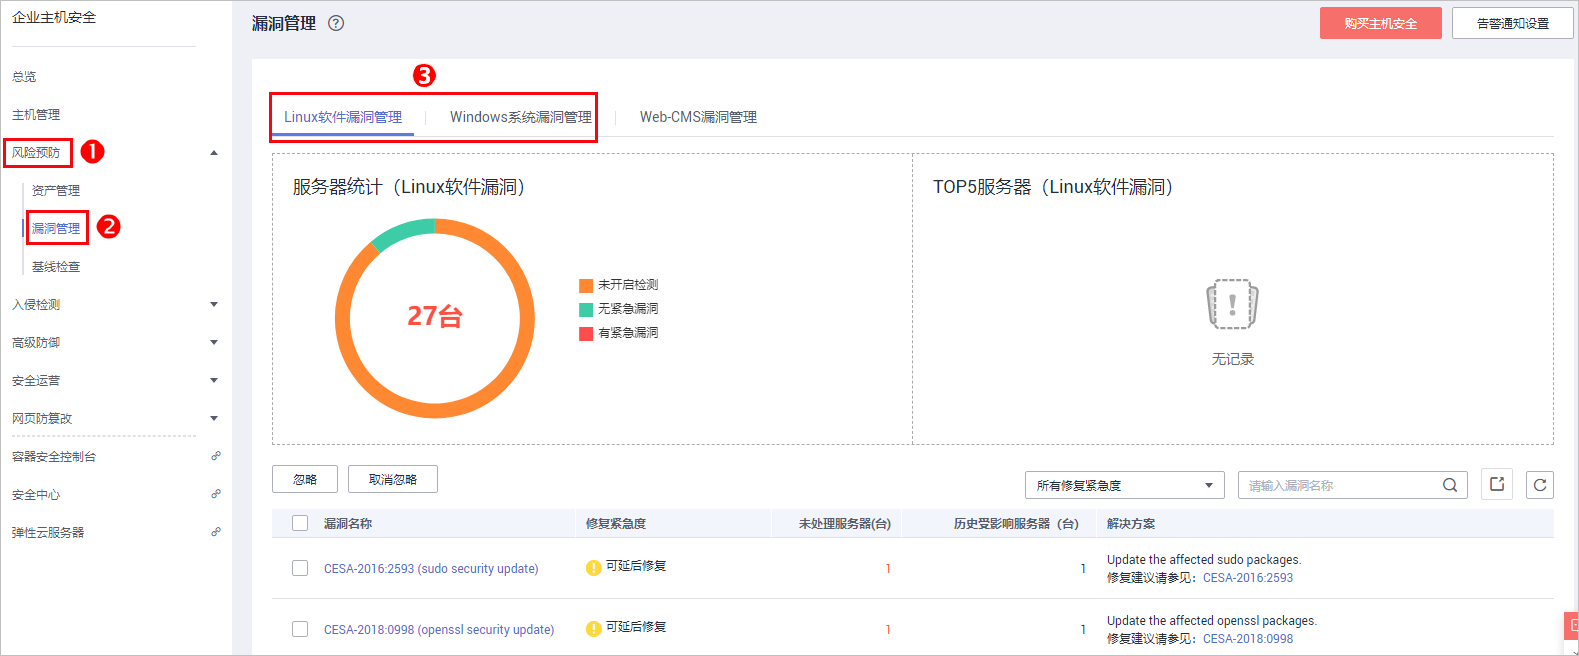 企业主机安全
总览
主机管理
风险预防
1
资产管理
漏洞管理
2
基线检查
入侵检测
高级防御
安全运营
网页防篡改
容器安全控制台
安全中心
弹性云服务器
漏洞管理 ?
购买主机安全
告警通知设置
3
Linux软件漏洞管理
Windows系统漏洞管理
Web-CMS漏洞管理
服务器统计（Linux软件漏洞）
27台
未开启检测
无紧急漏洞
有紧急漏洞
TOP5服务器（Linux软件漏洞）
无记录
忽略
取消忽略
所有修复紧急度
请输入漏洞名称
漏洞名称 修复紧急度 未处理服务器(台) 历史受影响服务器（台） 解决方案
CESA-2016:2593 (sudo security update) 可延后修复 1 1 Update the affected sudo packages.
修复建议请参见：CESA-2016:2593
CESA-2018:0998 (openssl security update) 可延后修复 1 1 Update the affected openssl packages.
修复建议请参见：CESA-2018:0998